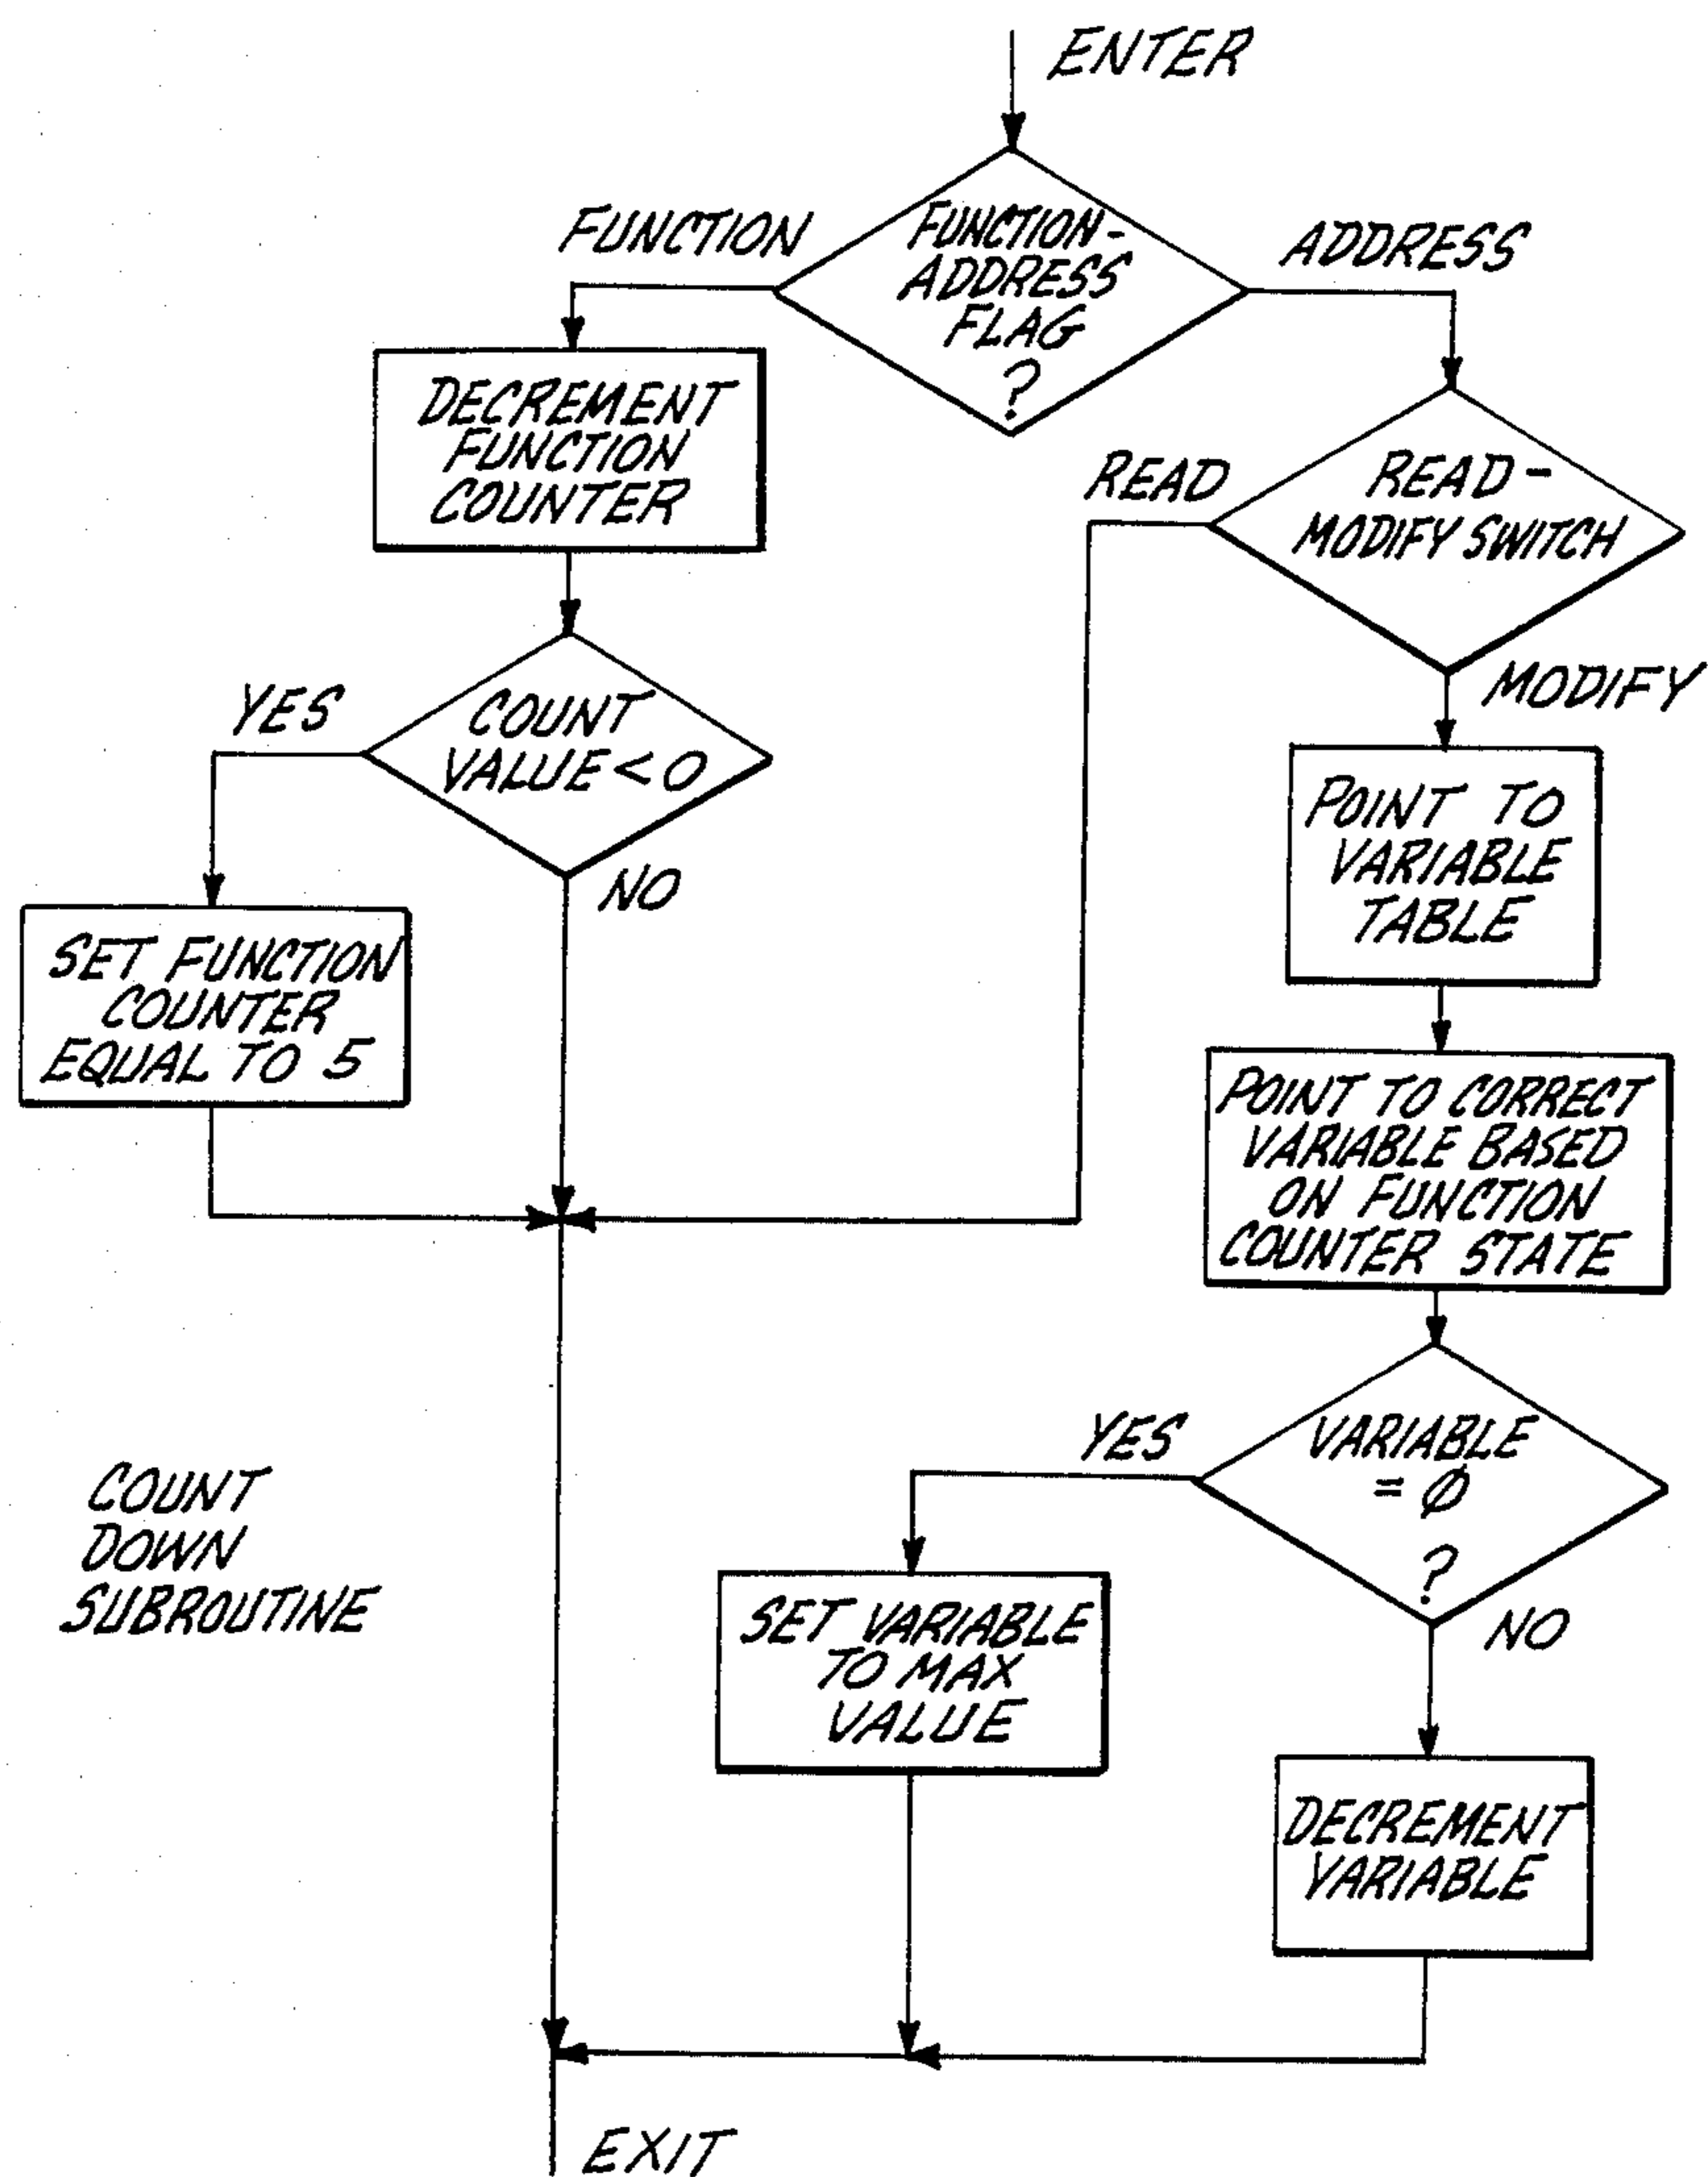 ENTER
FUNCTION
FUNCTION-
ADDRESS
FLAG
?
ADDRESS
DECREMENT
FUNCTION
COUNTER
READ
READ-
MODIFY SWITCH
MODIFY
YES
COUNT
VALUE < 0
NO
POINT TO
VARIABLE
TABLE
SET FUNCTION
COUNTER
EQUAL TO 5
POINT TO CORRECT
VARIABLE BASED
ON FUNCTION
COUNTER STATE
YES
VARIABLE
= Ø
?
NO
COUNT
DOWN
SUBROUTINE
SET VARIABLE
TO MAX
VALUE
DECREMENT
VARIABLE
EXIT